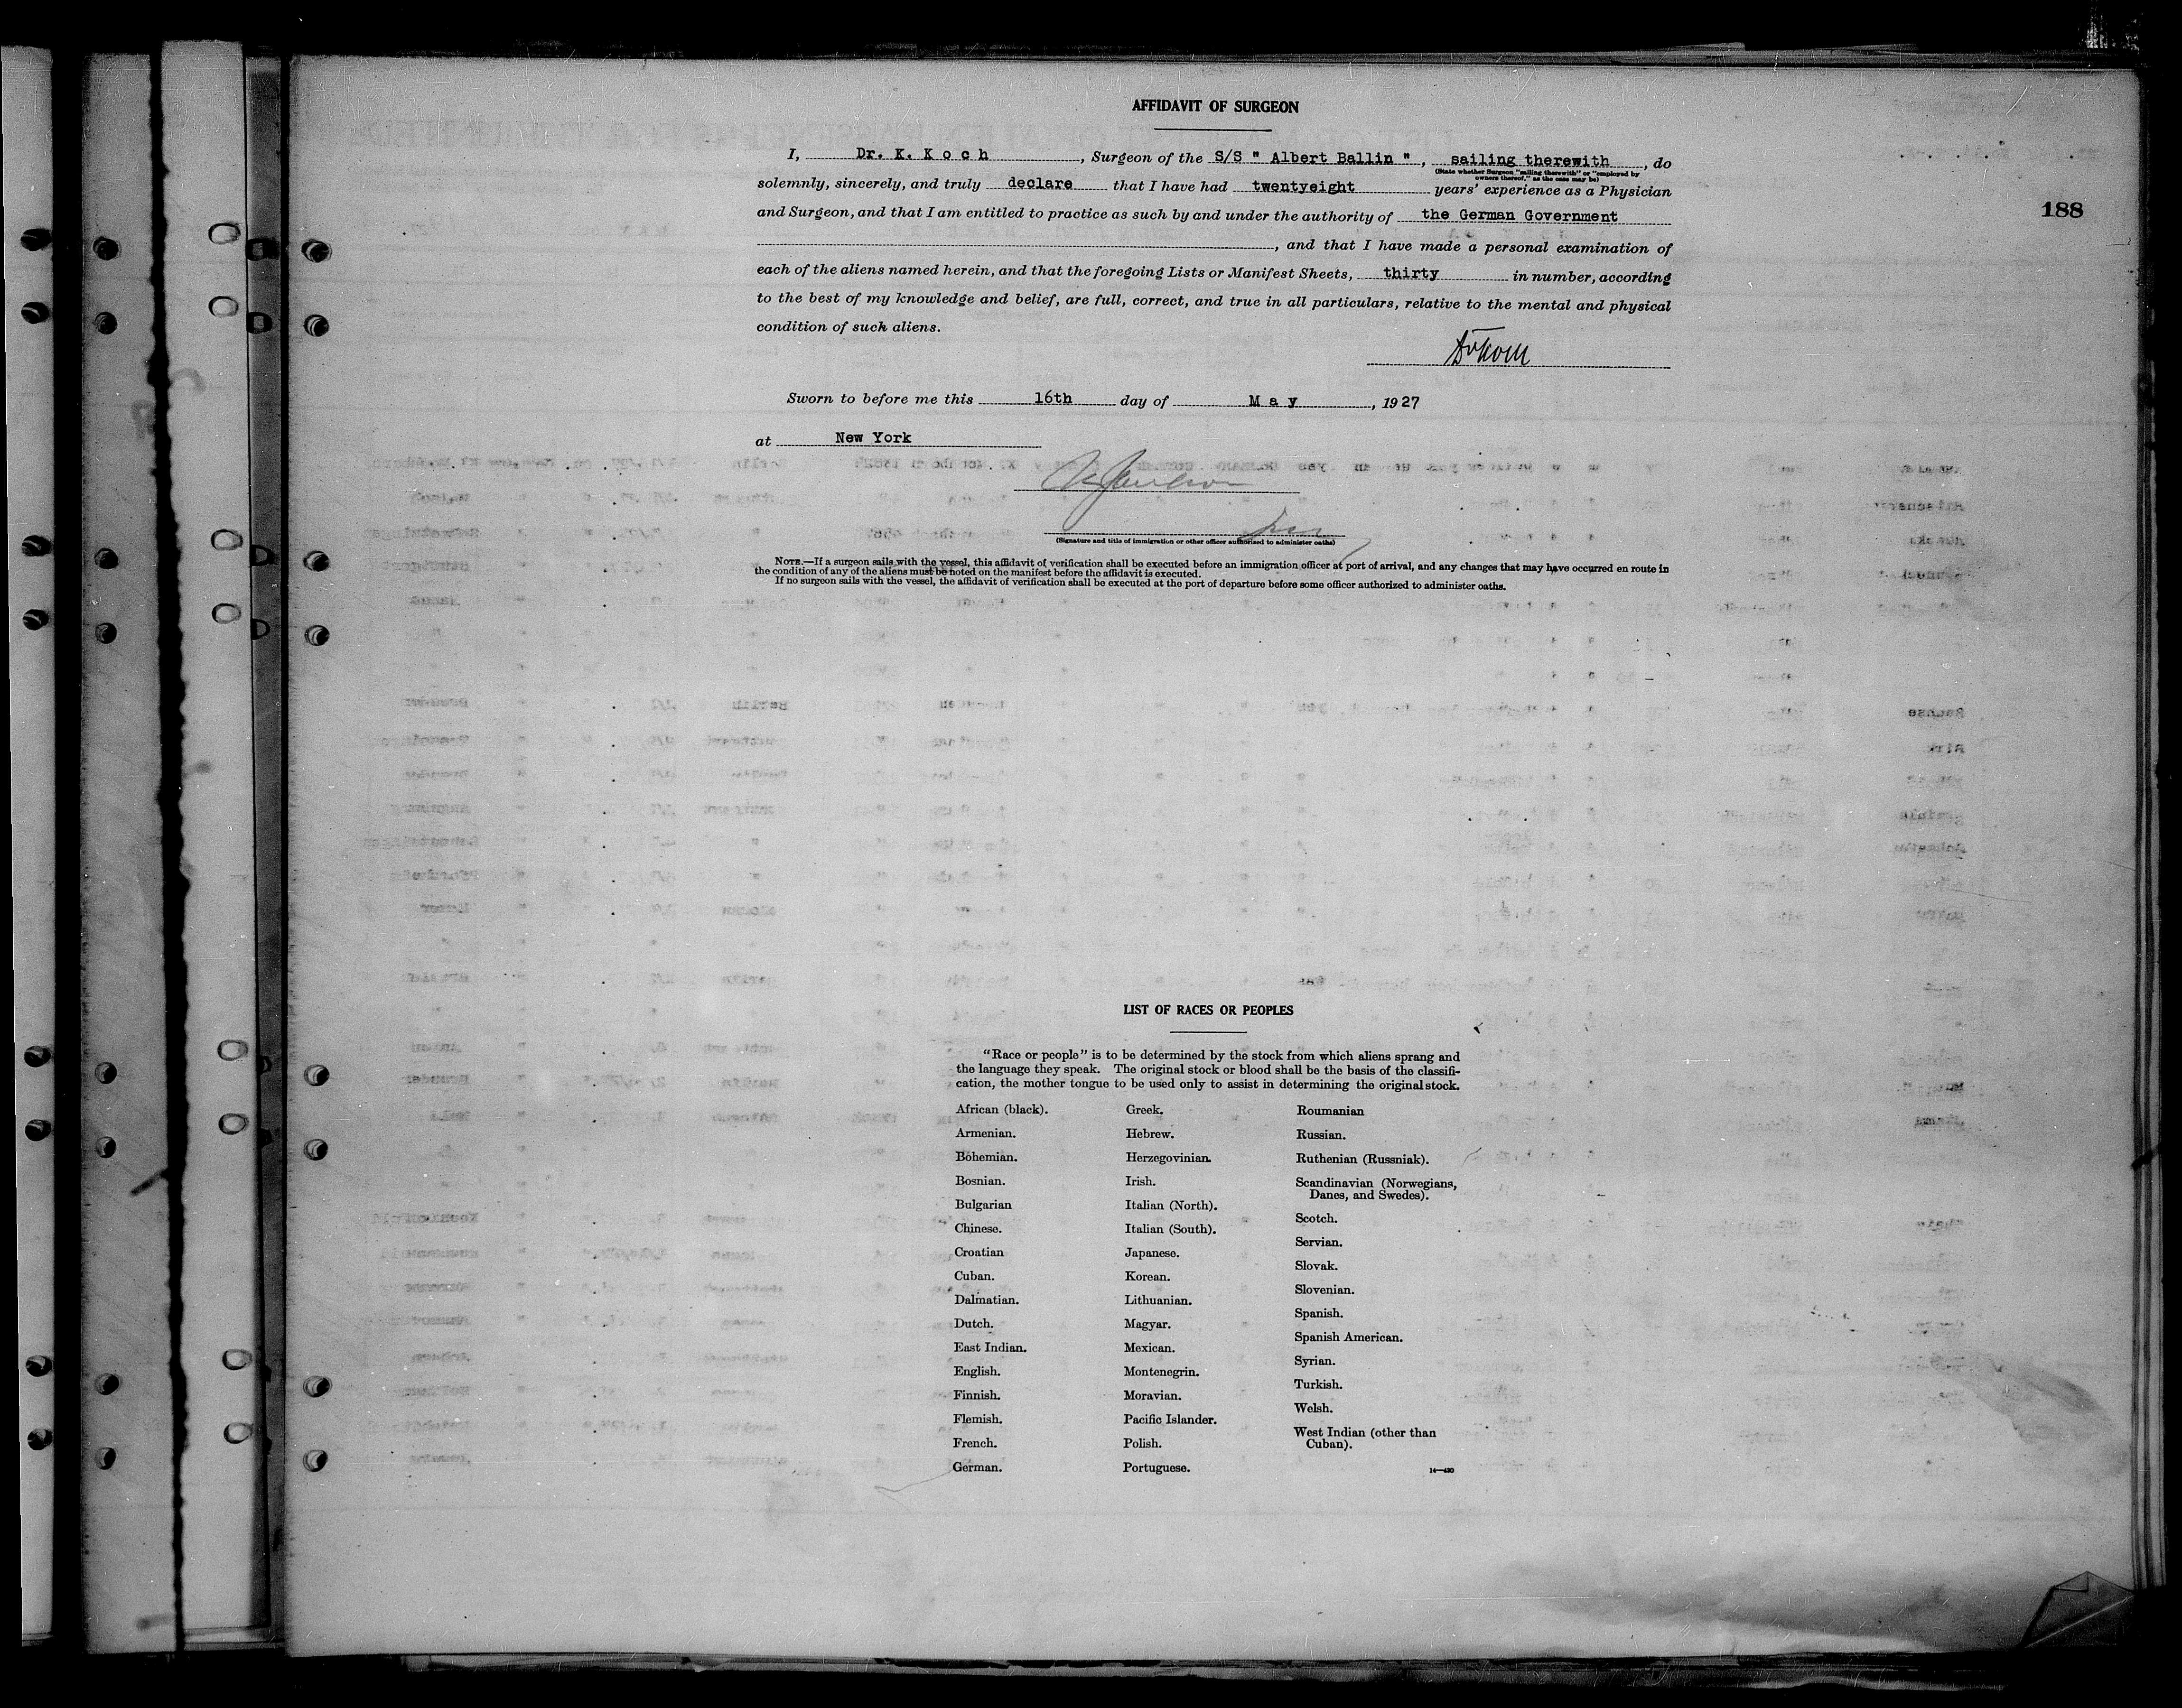 AFFIDAVIT OF SURGEON
I, Dr. K. K o c h, Surgeon of the S/S " Albert Ballin ", sailing therewith, do
(State whether Surgeon "sailing therewith" or "employed by
owners thereof," as the case may be)
solemnly, sincerely, and truly declare that I have had twentyeight years' experience as a Physician
188
and Surgeon, and that I am entitled to practice as such by and under the authority of the German Government
, and that I have made a personal examination of
each of the aliens named herein, and that the foregoing Lists or Manifest Sheets, thirty in number, according
to the best of my knowledge and belief, are full, correct, and true in all particulars, relative to the mental and physical
condition of such aliens.
Sworn to before me this 16th day of M a y, 1927
at New York
(Signature and title of immigration or other officer authorized to administer oaths)
NOTE.—If a surgeon sails with the vessel, this affidavit of verification shall be executed before an immigration officer at port of arrival, and any changes that may have occurred en route in
the condition of any of the aliens must be noted on the manifest before the affidavit is executed.
If no surgeon sails with the vessel, the affidavit of verification shall be executed at the port of departure before some officer authorized to administer oaths.
LIST OF RACES OR PEOPLES
"Race or people" is to be determined by the stock from which aliens sprang and
the language they speak. The original stock or blood shall be the basis of the classifi-
cation, the mother tongue to be used only to assist in determining the original stock.
African (black).
Armenian.
Bohemian.
Bosnian.
Bulgarian
Chinese.
Croatian
Cuban.
Dalmatian.
Dutch.
East Indian.
English.
Finnish.
Flemish.
French.
German.
Greek.
Hebrew.
Herzegovinian.
Irish.
Italian (North).
Italian (South).
Japanese.
Korean.
Lithuanian.
Magyar.
Mexican.
Montenegrin.
Moravian.
Pacific Islander.
Polish.
Portuguese.
Roumanian
Russian.
Ruthenian (Russniak).
Scandinavian (Norwegians,
Danes, and Swedes).
Scotch.
Servian.
Slovak.
Slovenian.
Spanish.
Spanish American.
Syrian.
Turkish.
Welsh.
West Indian (other than
Cuban).
14—430